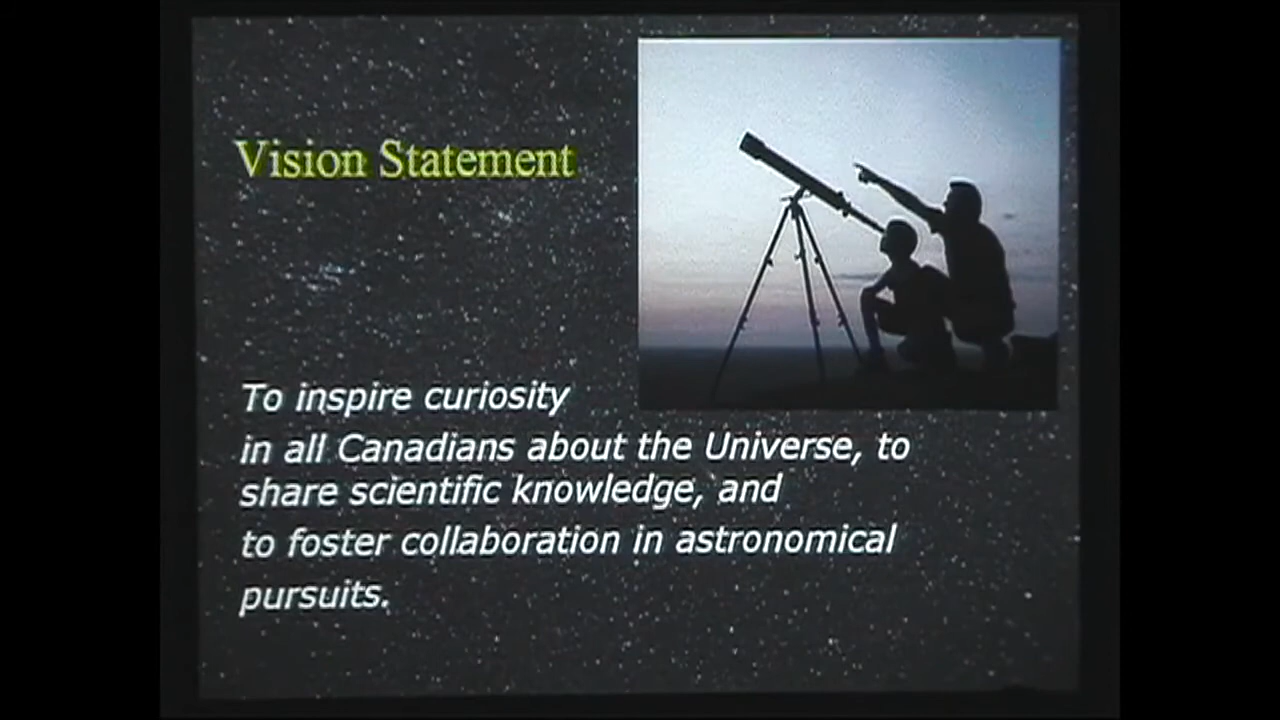 Vision Statement
To inspire curiosity
in all Canadians about the Universe, to
share scientific knowledge, and
to foster collaboration in astronomical
pursuits.